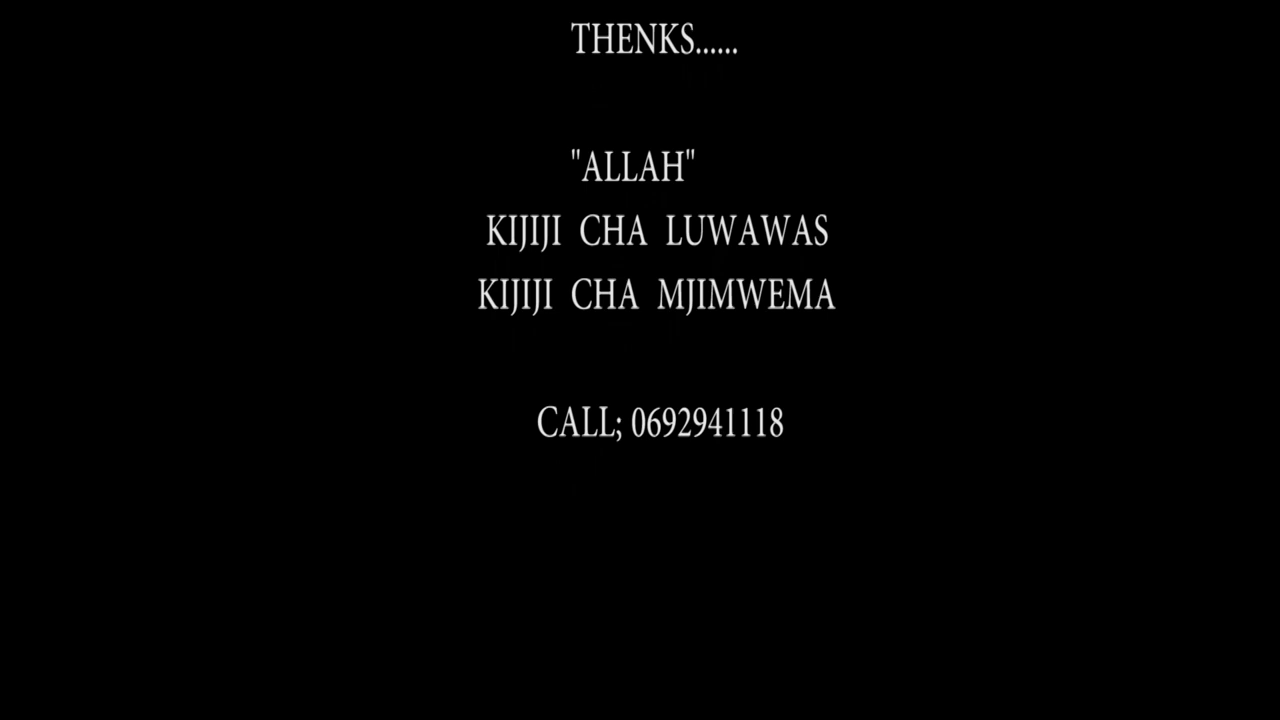 THENKS......
"ALLAH"
KIJIJI CHA LUWAWAS
KIJIJI CHA MJIMWEMA
CALL; 0692941118